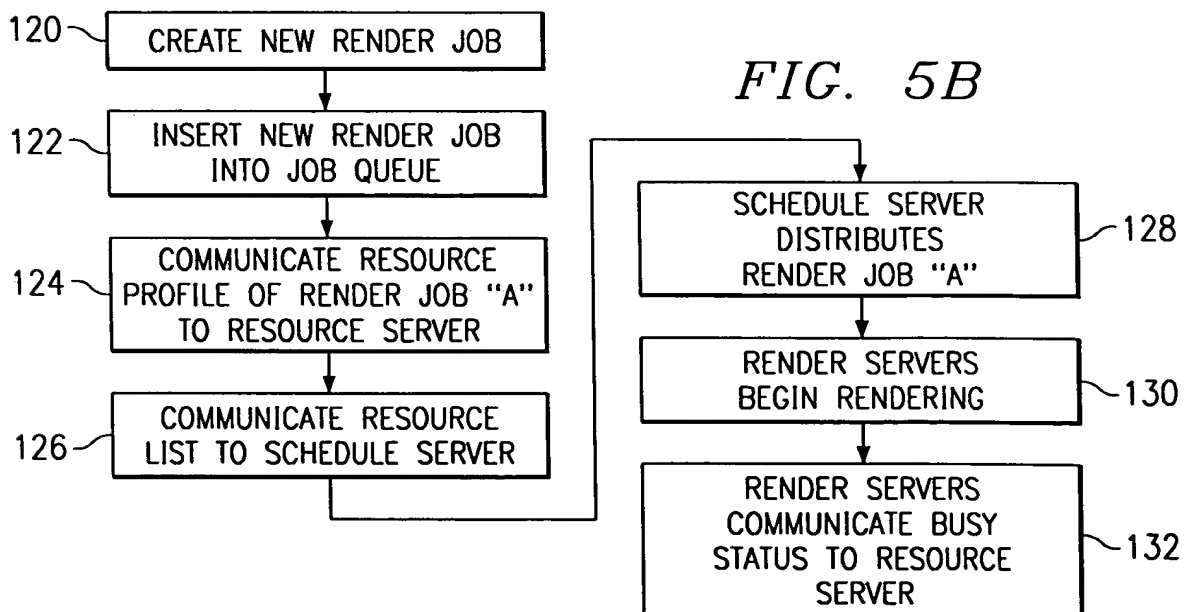 120
CREATE NEW RENDER JOB
122
INSERT NEW RENDER JOB
INTO JOB QUEUE
124
COMMUNICATE RESOURCE
PROFILE OF RENDER JOB "A"
TO RESOURCE SERVER
126
COMMUNICATE RESOURCE
LIST TO SCHEDULE SERVER
FIG. 5B
SCHEDULE SERVER
DISTRIBUTES
RENDER JOB "A"
128
RENDER SERVERS
BEGIN RENDERING
130
RENDER SERVERS
COMMUNICATE BUSY
STATUS TO RESOURCE
SERVER
132